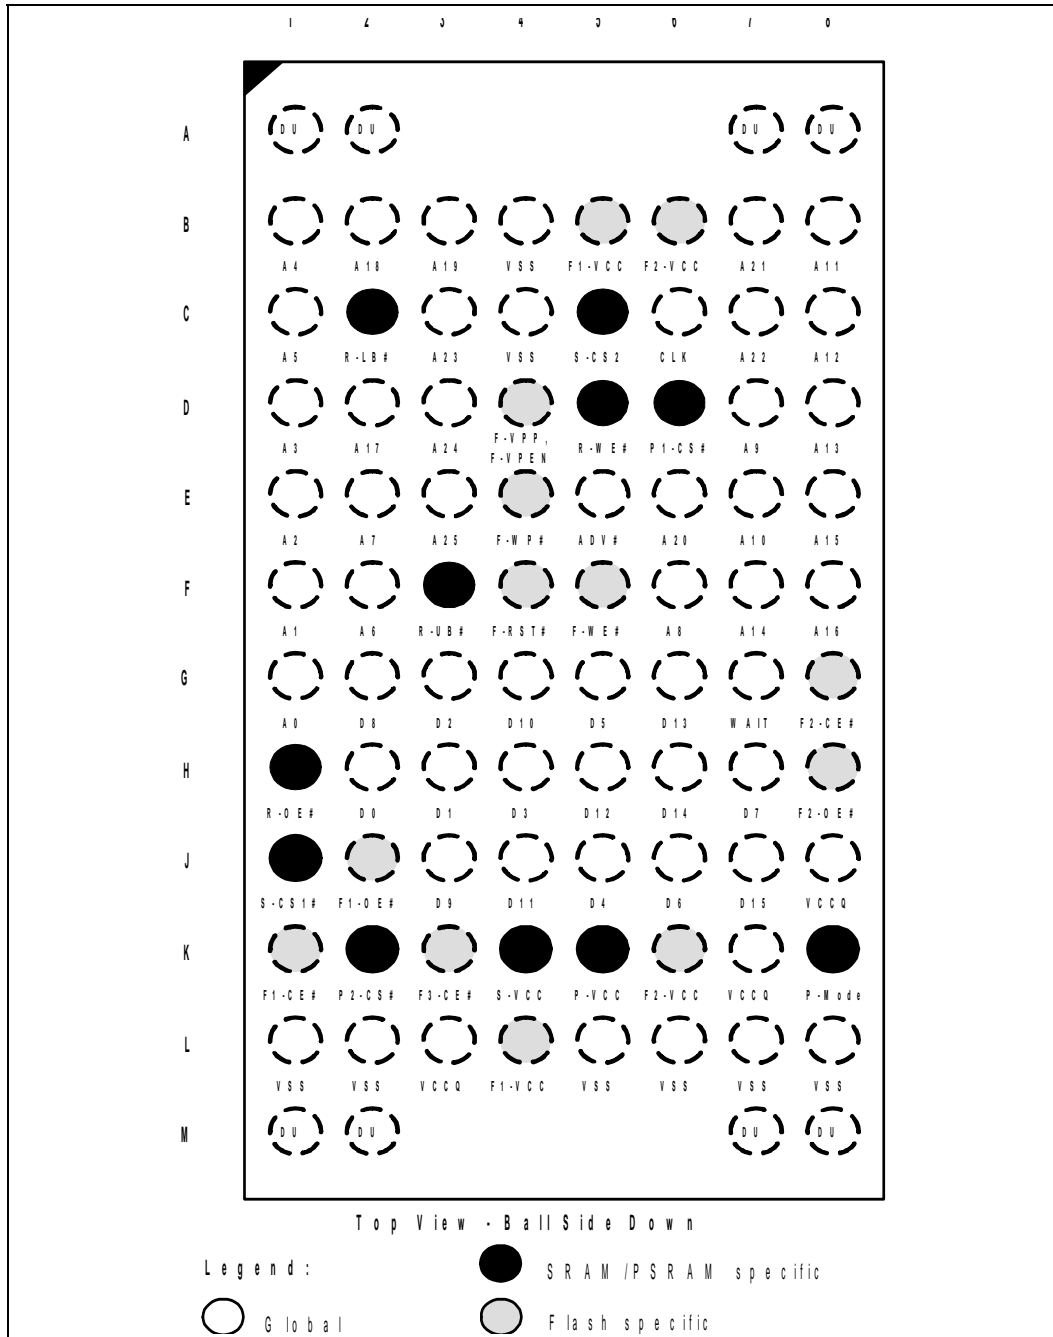 1 2 3 4 5 6 7 8
A DU DU DU DU
B
A4 A18 A19 VSS F1-VCC F2-VCC A21 A11
C
A5 R-LB# A23 VSS S-CS2 CLK A22 A12
D
A3 A17 A24 F-VPP, F-VPEN R-WE# P1-CS# A9 A13
E
A2 A7 A25 F-WP# ADV# A20 A10 A15
F
A1 A6 R-UB# F-RST# F-WE# A8 A14 A16
G
A0 D8 D2 D10 D5 D13 WAIT F2-CE#
H
R-OE# D0 D1 D3 D12 D14 D7 F2-OE#
J
S-CS1# F1-OE# D9 D11 D4 D6 D15 VCCQ
K
F1-CE# P2-CS# F3-CE# S-VCC P-VCC F2-VCC VCCQ P-Mode
L
VSS VSS VCCQ F1-VCC VSS VSS VSS VSS
M DU DU DU DU
Top View - Ball Side Down
Legend:
SRAM/PSRAM specific
Global
Flash specific